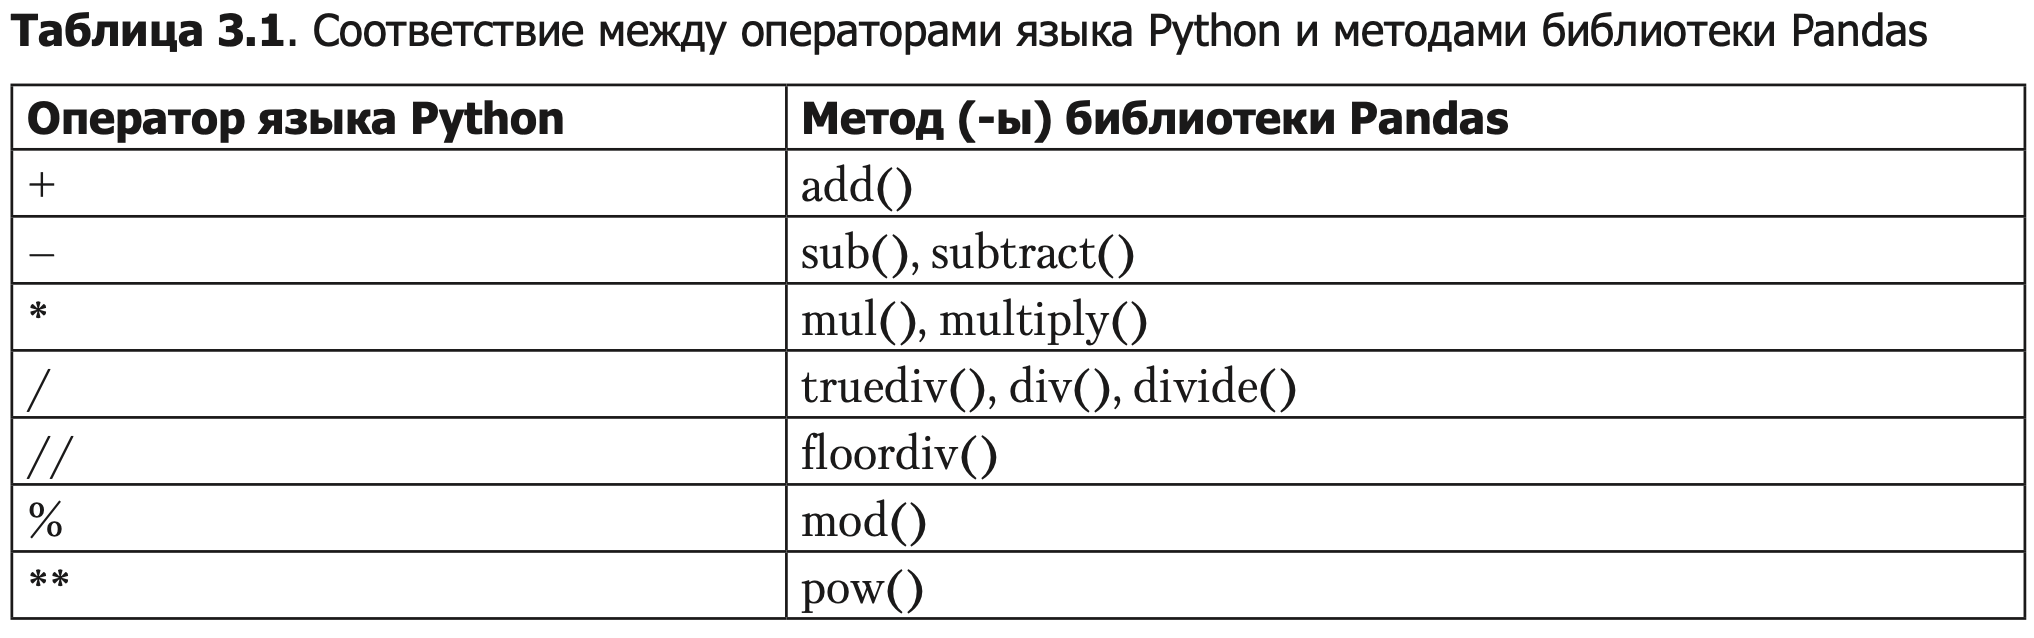 Таблица 3.1. Соответствие между операторами языка Python и методами библиотеки Pandas
Оператор языка Python Метод (-ы) библиотеки Pandas
+ add()
– sub(), subtract()
* mul(), multiply()
/ truediv(), div(), divide()
// floordiv()
% mod()
** pow()